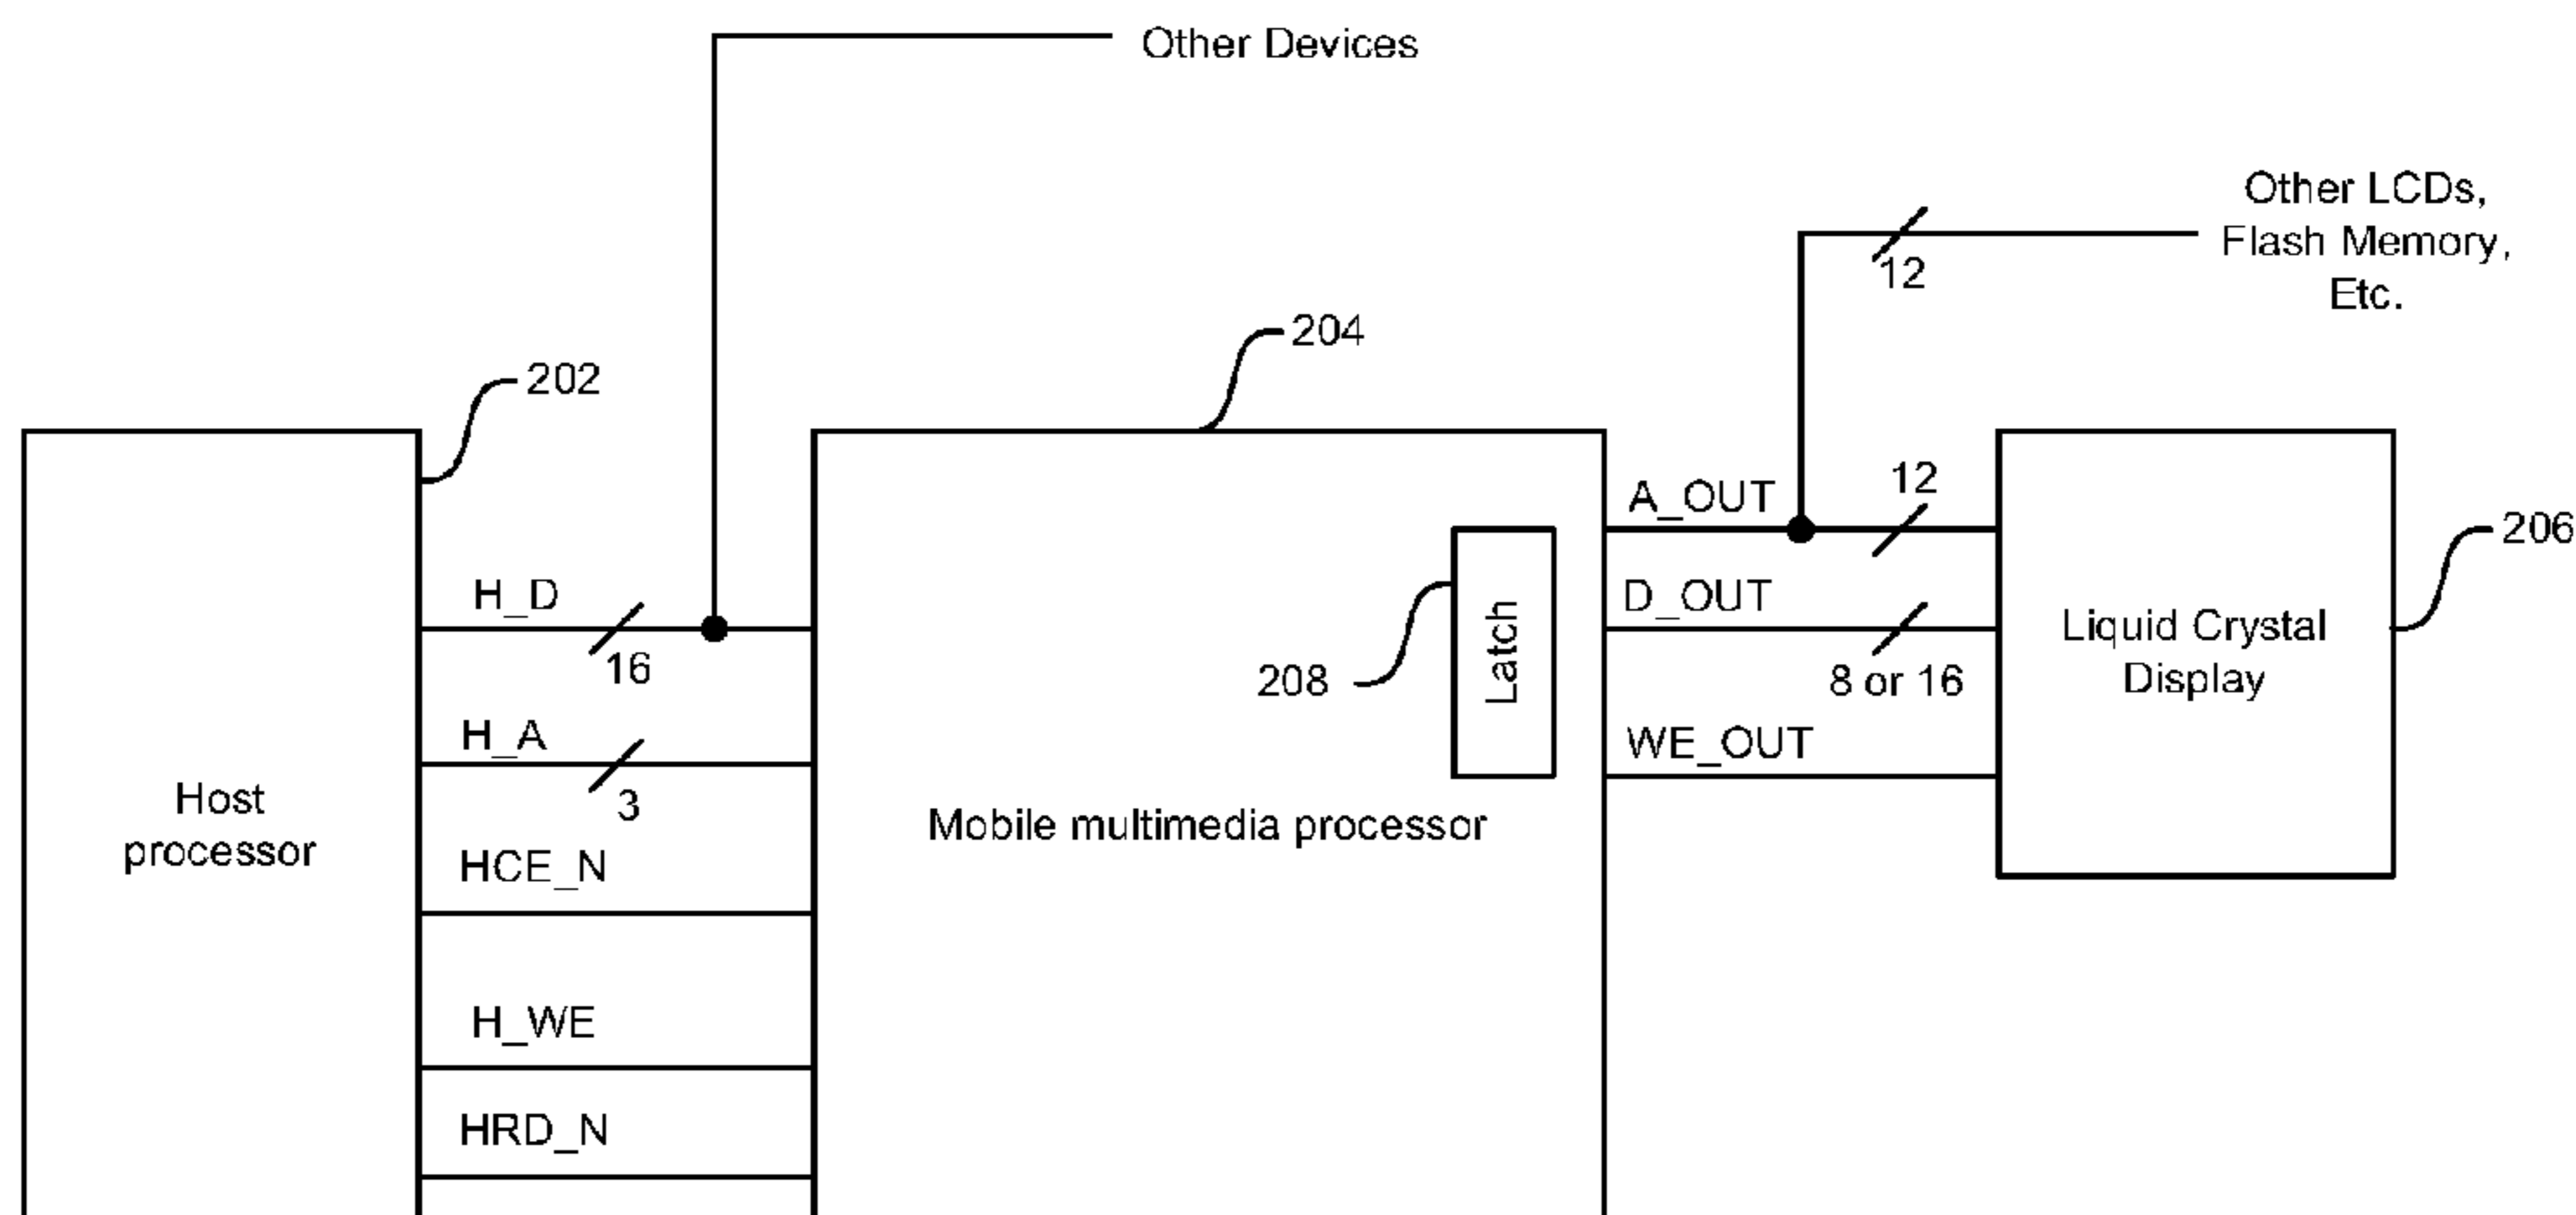 Other Devices
Other LCDs,
Flash Memory,
Etc.
12
204
202
A_OUT
12
206
H_D
16
D_OUT
8 or 16
Liquid Crystal
Display
208
Latch
H_A
3
WE_OUT
Host
processor
Mobile multimedia processor
HCE_N
H_WE
HRD_N